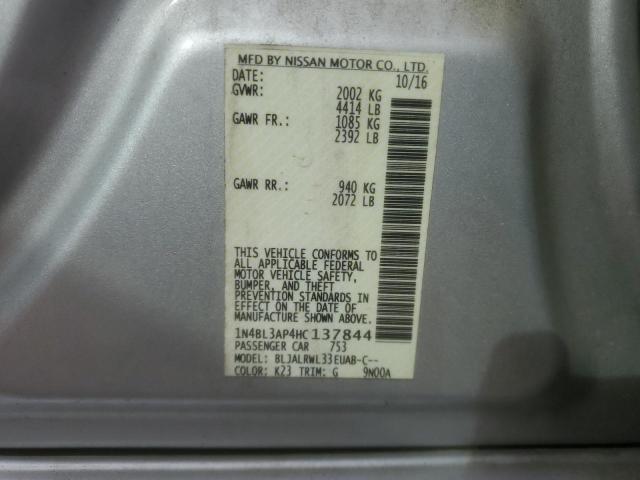 MFD BY NISSAN MOTOR CO., LTD.
DATE: 10/16
GVWR: 2002 KG
4414 LB
GAWR FR.: 1085 KG
2392 LB
GAWR RR.: 940 KG
2072 LB
THIS VEHICLE CONFORMS TO
ALL APPLICABLE FEDERAL
MOTOR VEHICLE SAFETY,
BUMPER, AND THEFT
PREVENTION STANDARDS IN
EFFECT ON THE DATE OF
MANUFACTURE SHOWN ABOVE.
1N4BL3AP4HC137844
PASSENGER CAR 753
MODEL: BLJALRWL33EUAB-C--
COLOR: K23 TRIM: G 9N00A